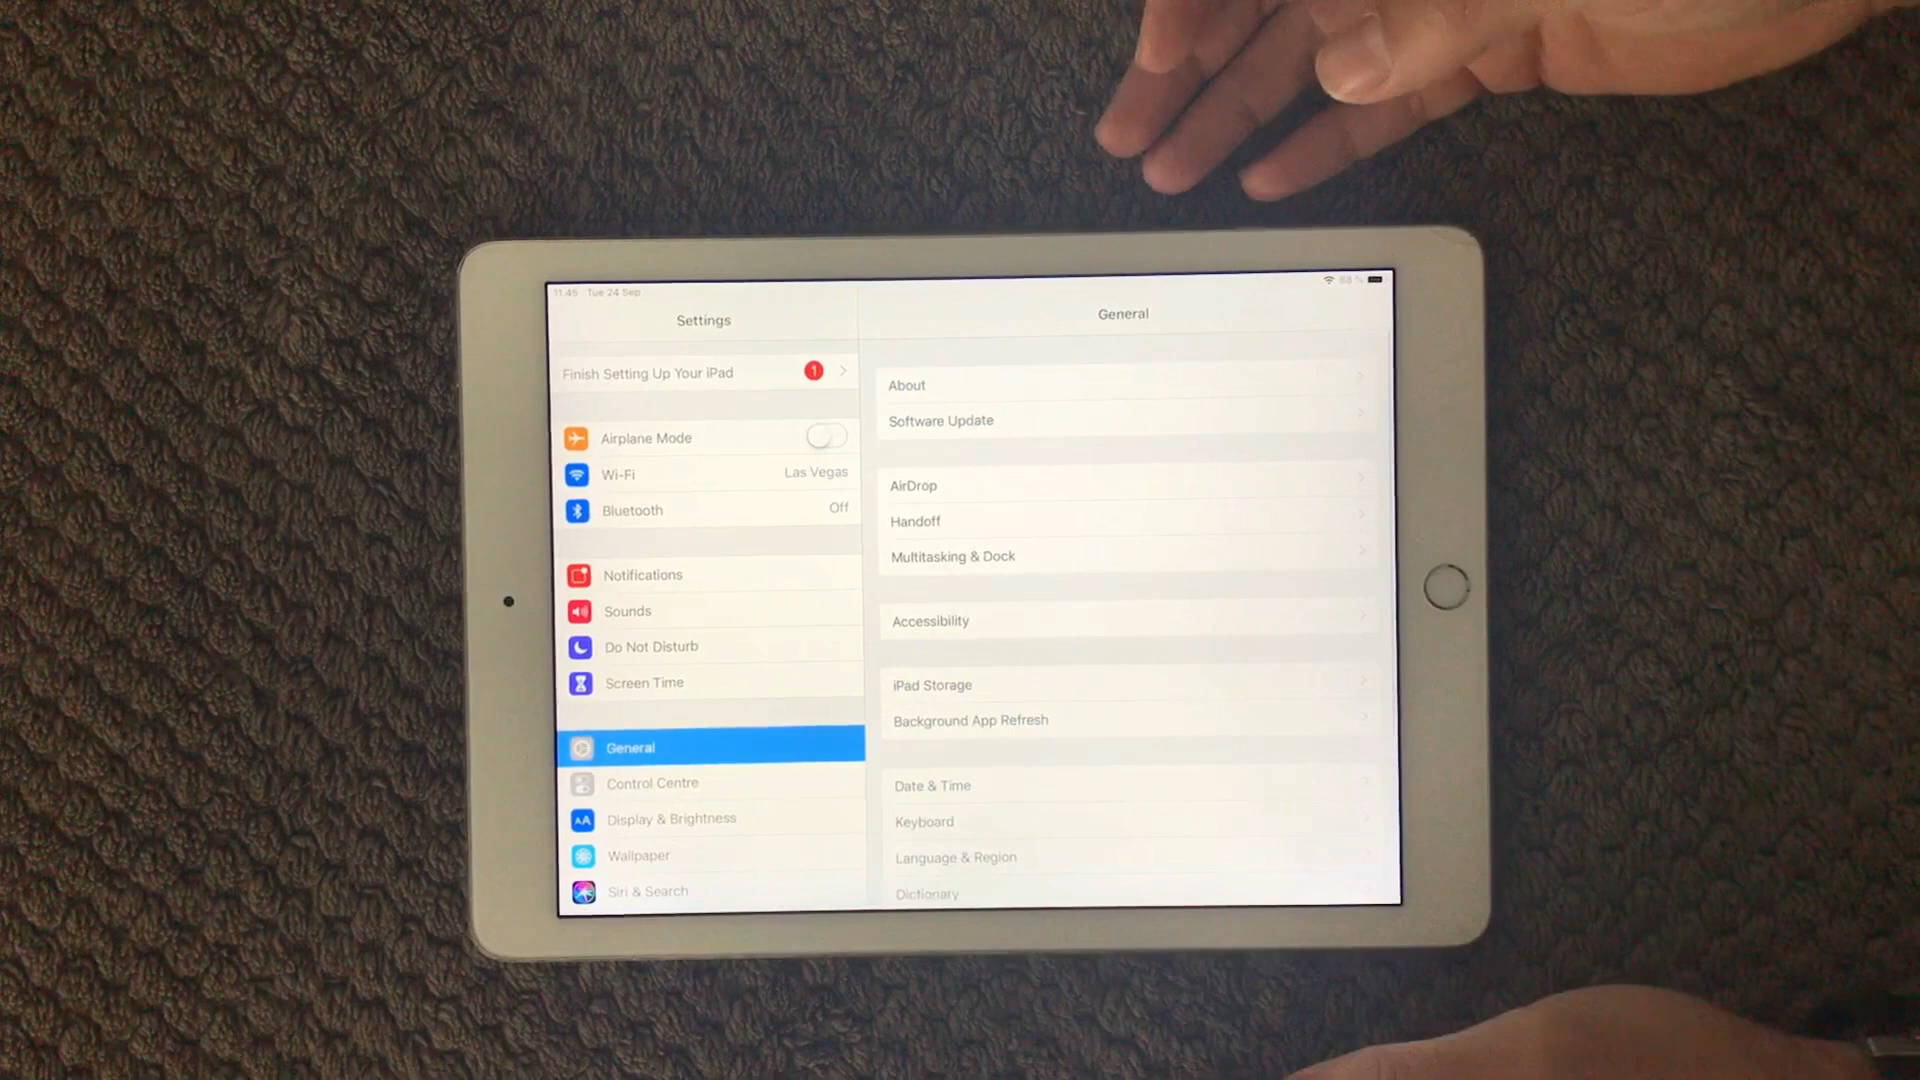 11.45 Tue 24 Sep
Settings
General
Finish Setting Up Your iPad 1
Airplane Mode
Wi-Fi Las Vegas
Bluetooth Off
Notifications
Sounds
Do Not Disturb
Screen Time
General
Control Centre
AA Display & Brightness
Wallpaper
Siri & Search
About
Software Update
AirDrop
Handoff
Multitasking & Dock
Accessibility
iPad Storage
Background App Refresh
Date & Time
Keyboard
Language & Region
Dictionary